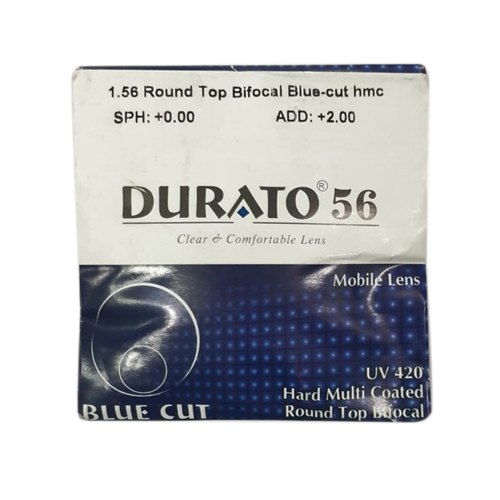 1.56 Round Top Bifocal Blue-cut hmc
SPH: +0.00 ADD: +2.00
DURATO® 56
Clear & Comfortable Lens
Mobile Lens
UV 420
Hard Multi Coated
BLUE CUT Round Top Bifocal